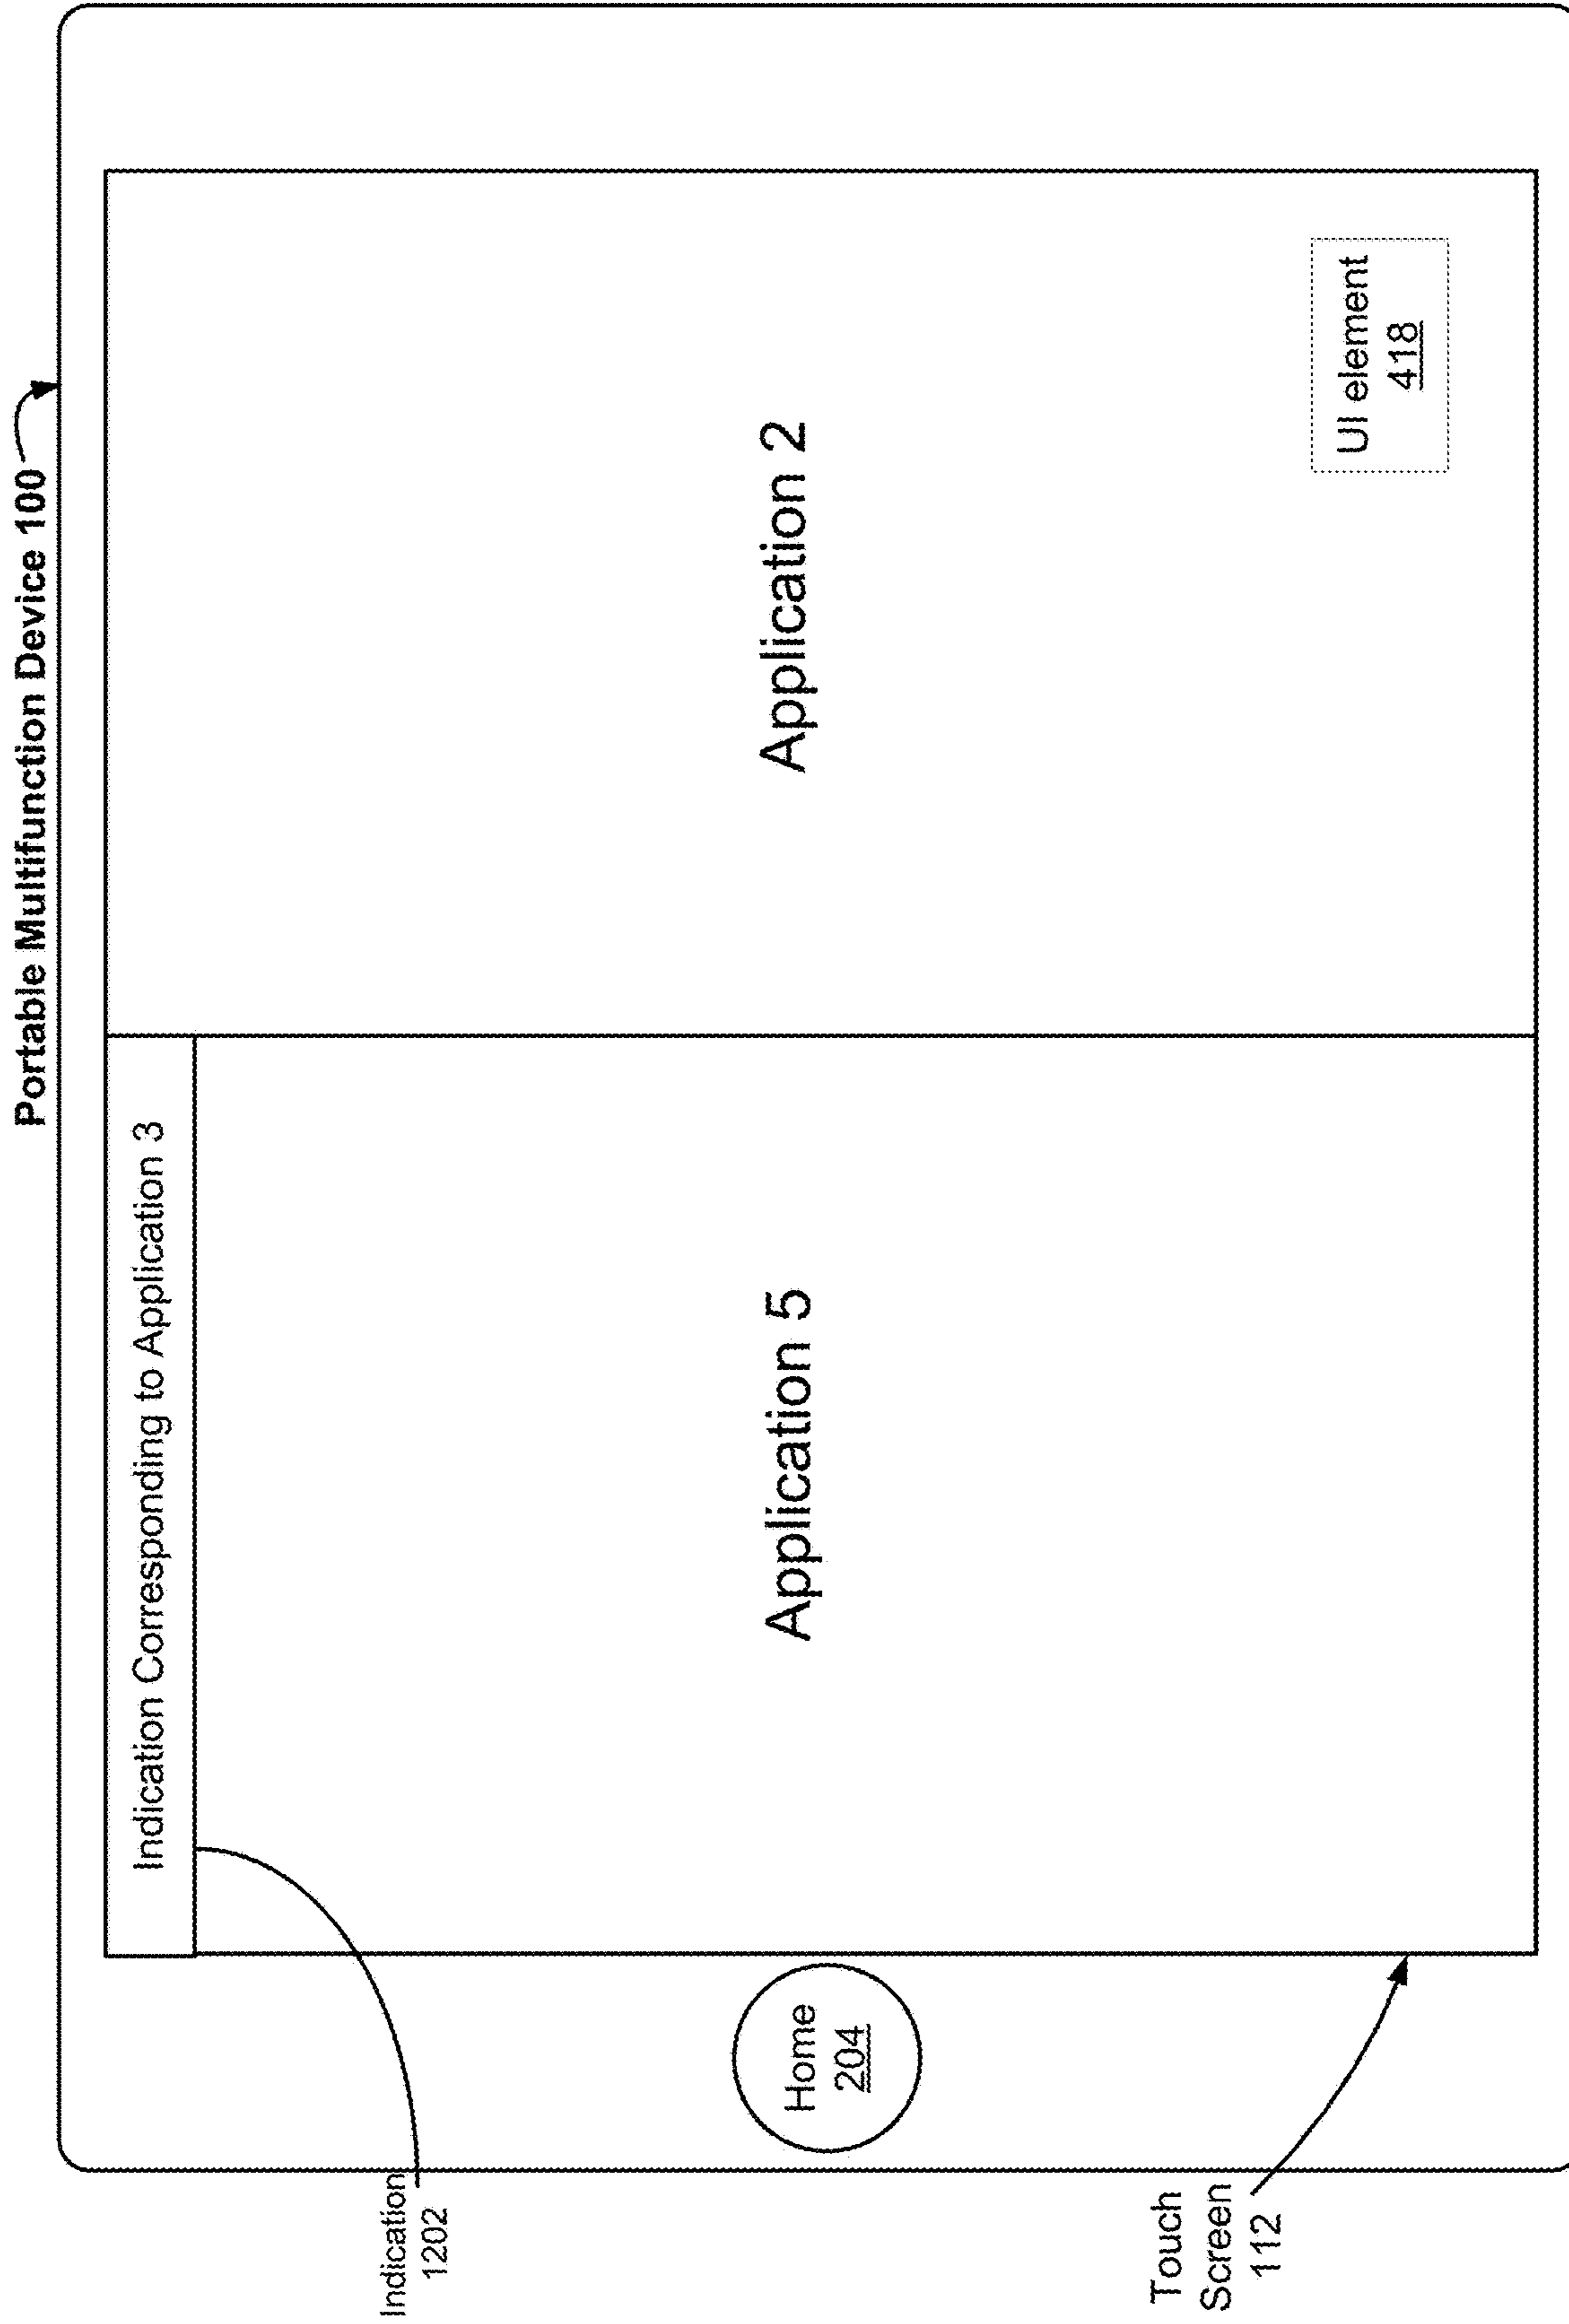 Portable Multifunction Device 100
Indication Corresponding to Application 3
Indication
1202
Application 5
Application 2
Home
204
UI element
418
Touch
Screen
112